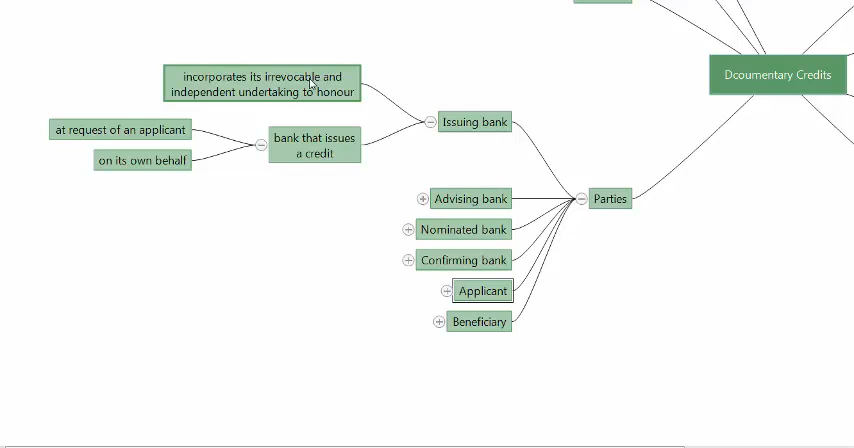 Dcoumentary Credits
incorporates its irrevocable and
independent undertaking to honour
Issuing bank
at request of an applicant
bank that issues
a credit
on its own behalf
Advising bank
Parties
Nominated bank
Confirming bank
Applicant
Beneficiary